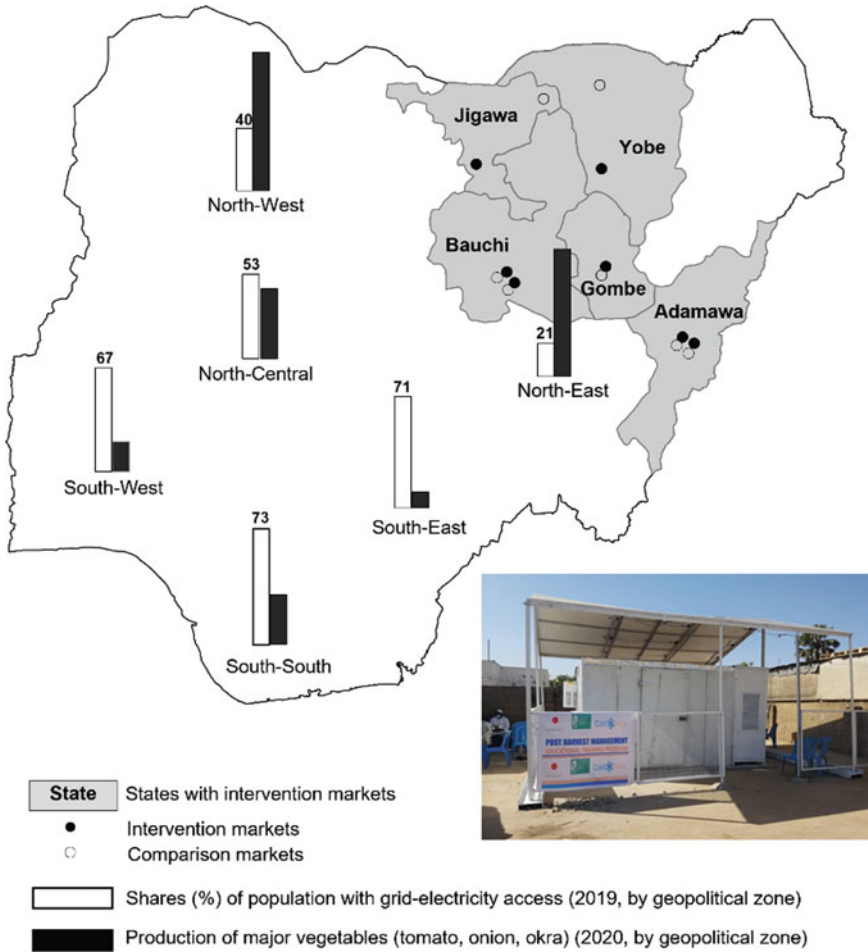 40
North-West
Jigawa
Yobe
Bauchi
Gombe
Adamawa
53
North-Central
21
North-East
67
South-West
71
South-East
73
South-South
POST HARVEST MANAGEMENT
EDUCATIONAL TRAINING PROGRAM
State States with intervention markets
Intervention markets
Comparison markets
Shares (%) of population with grid-electricity access (2019, by geopolitical zone)
Production of major vegetables (tomato, onion, okra) (2020, by geopolitical zone)